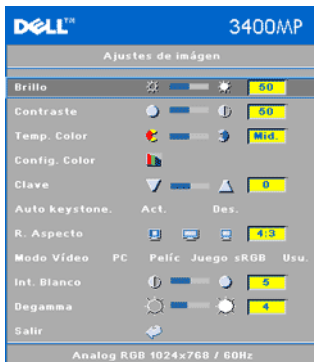 DELL™ 3400MP
Ajustes de imágen
Brillo 50
Contraste 50
Temp. Color Mid.
Config. Color
Clave 0
Auto keystone. Act. Des.
R. Aspecto 4:3
Modo Vídeo PC Pelíc Juego sRGB Usu.
Int. Blanco 5
Degamma 4
Salir
Analog RGB 1024x768 / 60Hz